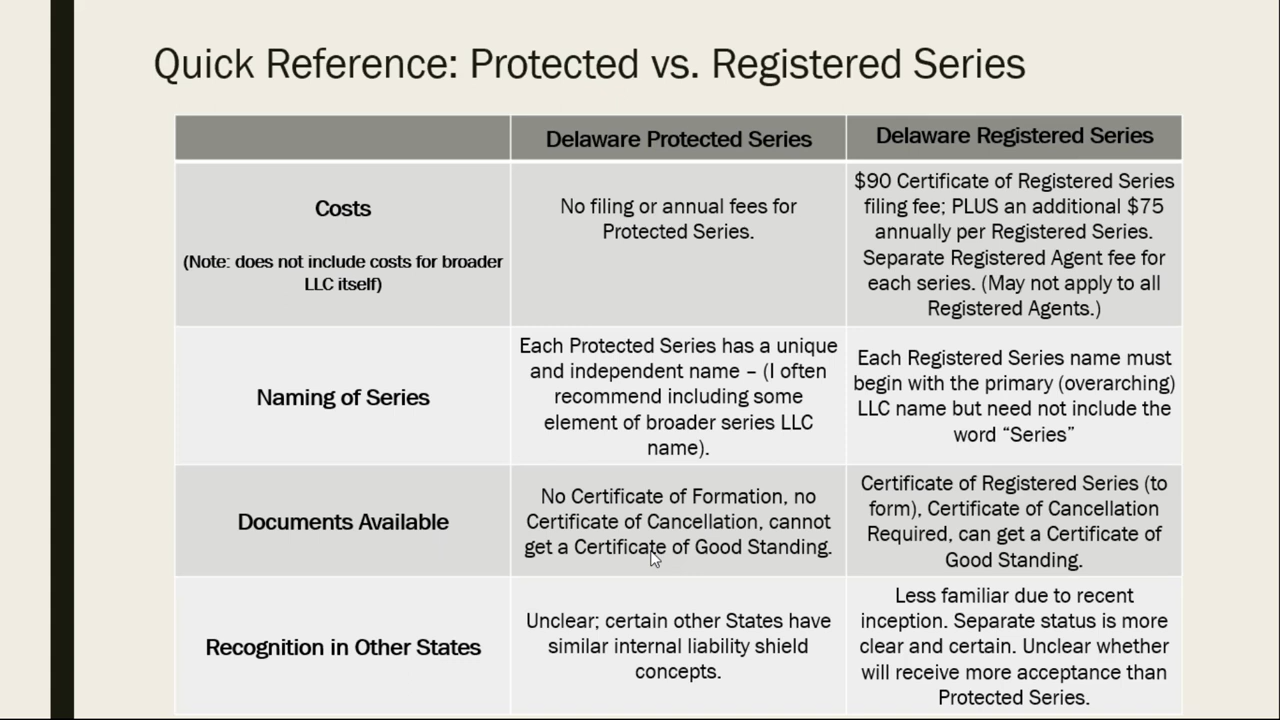 Quick Reference: Protected vs. Registered Series
Delaware Protected Series
Delaware Registered Series
Costs
(Note: does not include costs for broader
LLC itself)
No filing or annual fees for
Protected Series.
$90 Certificate of Registered Series
filing fee; PLUS an additional $75
annually per Registered Series.
Separate Registered Agent fee for
each series. (May not apply to all
Registered Agents.)
Naming of Series
Each Protected Series has a unique
and independent name – (I often
recommend including some
element of broader series LLC
name).
Each Registered Series name must
begin with the primary (overarching)
LLC name but need not include the
word “Series”
Documents Available
No Certificate of Formation, no
Certificate of Cancellation, cannot
get a Certificate of Good Standing.
Certificate of Registered Series (to
form), Certificate of Cancellation
Required, can get a Certificate of
Good Standing.
Recognition in Other States
Unclear; certain other States have
similar internal liability shield
concepts.
Less familiar due to recent
inception. Separate status is more
clear and certain. Unclear whether
will receive more acceptance than
Protected Series.